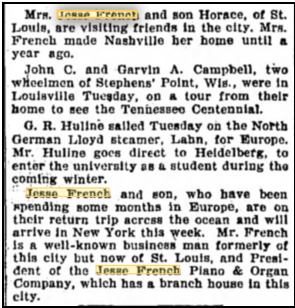 Mrs. Jesse French and son Horace, of St.
Louis, are visiting friends in the city. Mrs.
French made Nashville her home until a
year ago.
John C. and Garvin A. Campbell, two
wheelmen of Stephens' Point, Wis., were in
Louisville Tuesday, on a tour from their
home to see the Tennessee Centennial.
G. R. Huline sailed Tuesday on the North
German Lloyd steamer, Lahn, for Europe.
Mr. Huline goes direct to Heidelberg, to
enter the university as a student during the
coming winter.
Jesse French and son, who have been
spending some months in Europe, are on
their return trip across the ocean and will
arrive in New York this week. Mr. French
is a well-known business man formerly of
this city but now of St. Louis, and Presi-
dent of the Jesse French Piano & Organ
Company, which has a branch house in this
city.